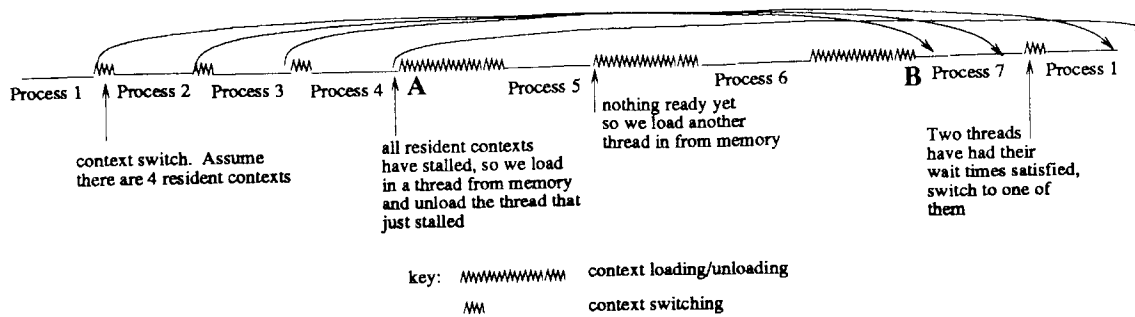 Process 1
Process 2
Process 3
Process 4
A
Process 5
Process 6
B
Process 7
Process 1
context switch. Assume
there are 4 resident contexts
all resident contexts
have stalled, so we load
in a thread from memory
and unload the thread that
just stalled
nothing ready yet
so we load another
thread in from memory
Two threads
have had their
wait times satisfied,
switch to one of
them
key:
context loading/unloading
context switching